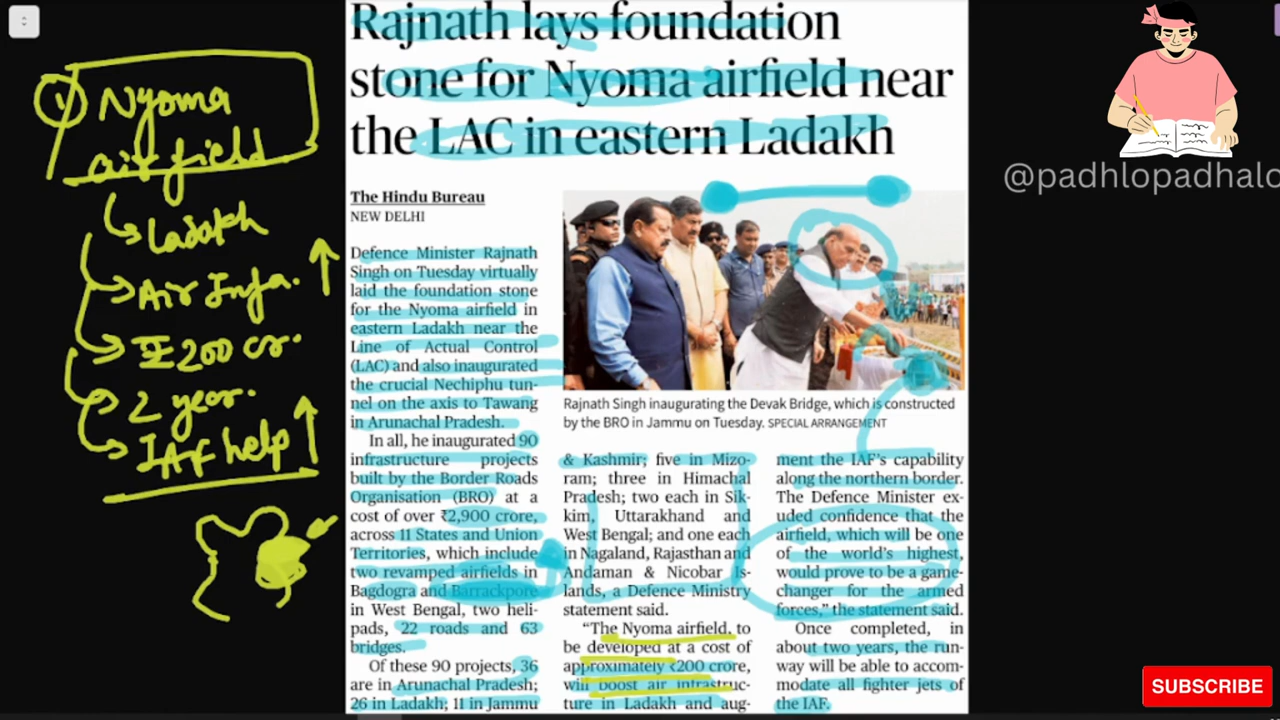 ① Nyoma
airfield
Ladakh
Air Infa. ↑
₹200 cr.
2 year.
IAF help ↑
Rajnath lays foundation
stone for Nyoma airfield near
the LAC in eastern Ladakh
The Hindu Bureau
NEW DELHI
Defence Minister Rajnath
Singh on Tuesday virtually
laid the foundation stone
for the Nyoma airfield in
eastern Ladakh near the
Line of Actual Control
(LAC) and also inaugurated
the crucial Nechiphu tun-
nel on the axis to Tawang
in Arunachal Pradesh.
In all, he inaugurated 90
infrastructure projects
built by the Border Roads
Organisation (BRO) at a
cost of over ₹2,900 crore,
across 11 States and Union
Territories, which include
two revamped airfields in
Bagdogra and Barrackpore
in West Bengal, two heli-
pads, 22 roads and 63
bridges.
Of these 90 projects, 36
are in Arunachal Pradesh;
26 in Ladakh; 11 in Jammu
Rajnath Singh inaugurating the Devak Bridge, which is constructed
by the BRO in Jammu on Tuesday. SPECIAL ARRANGEMENT
& Kashmir; five in Mizo-
ram; three in Himachal
Pradesh; two each in Sik-
kim, Uttarakhand and
West Bengal; and one each
in Nagaland, Rajasthan and
Andaman & Nicobar Is-
lands, a Defence Ministry
statement said.
“The Nyoma airfield, to
be developed at a cost of
approximately ₹200 crore,
will boost air infrastruc-
ture in Ladakh and aug-
ment the IAF’s capability
along the northern border.
The Defence Minister ex-
uded confidence that the
airfield, which will be one
of the world’s highest,
would prove to be a game-
changer for the armed
forces,” the statement said.
Once completed, in
about two years, the run-
way will be able to accom-
modate all fighter jets of
the IAF.
@padhlopadhalo
SUBSCRIBE